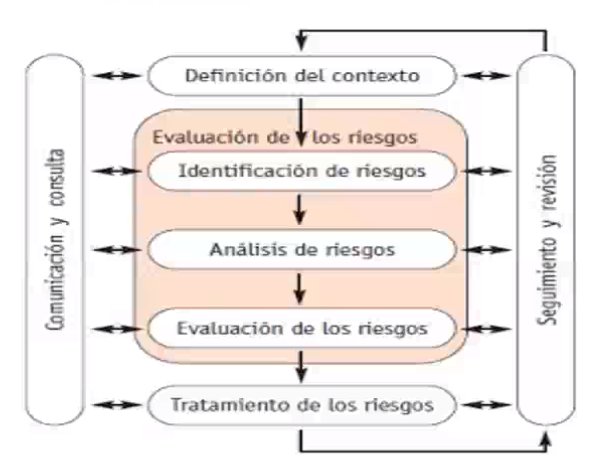 Definición del contexto
Evaluación de los riesgos
Identificación de riesgos
Análisis de riesgos
Evaluación de los riesgos
Tratamiento de los riesgos
Comunicación y consulta
Seguimiento y revisión